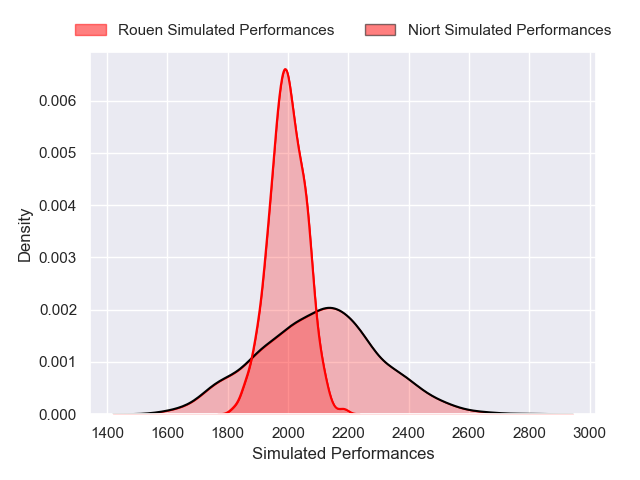 Rouen Simulated Performances
Niort Simulated Performances
Density
0.006
0.005
0.004
0.003
0.002
0.001
0.000
1400 1600 1800 2000 2200 2400 2600 2800 3000
Simulated Performances